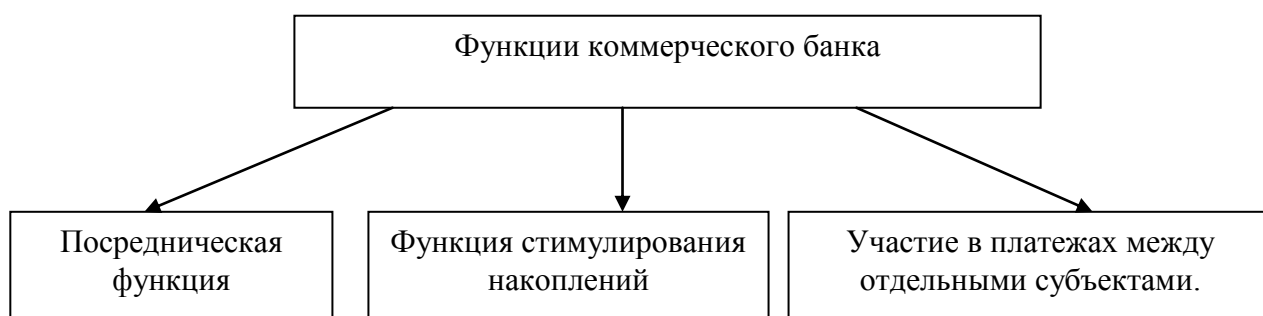 Функции коммерческого банка
Посредническая
функция
Функция стимулирования
накоплений
Участие в платежах между
отдельными субъектами.